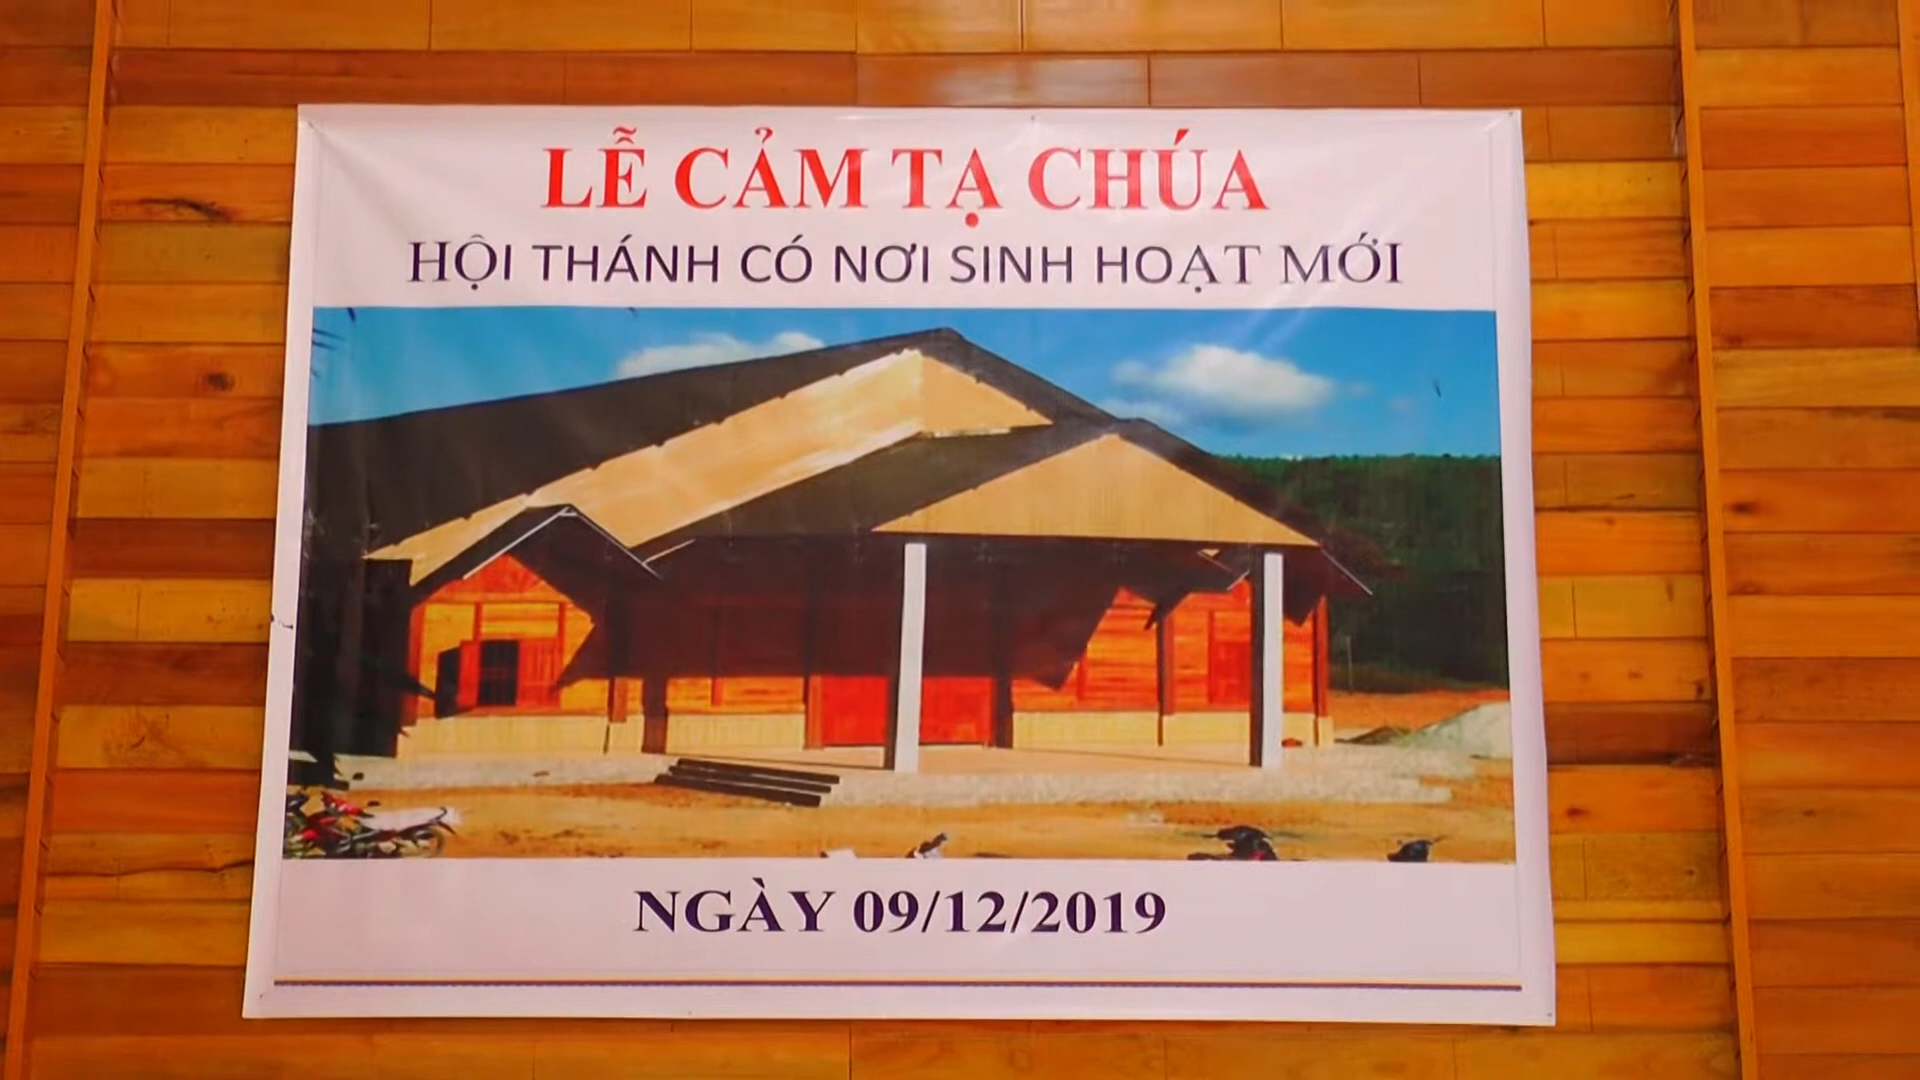 LỄ CẢM TẠ CHÚA
HỘI THÁNH CÓ NƠI SINH HOẠT MỚI
NGÀY 09/12/2019